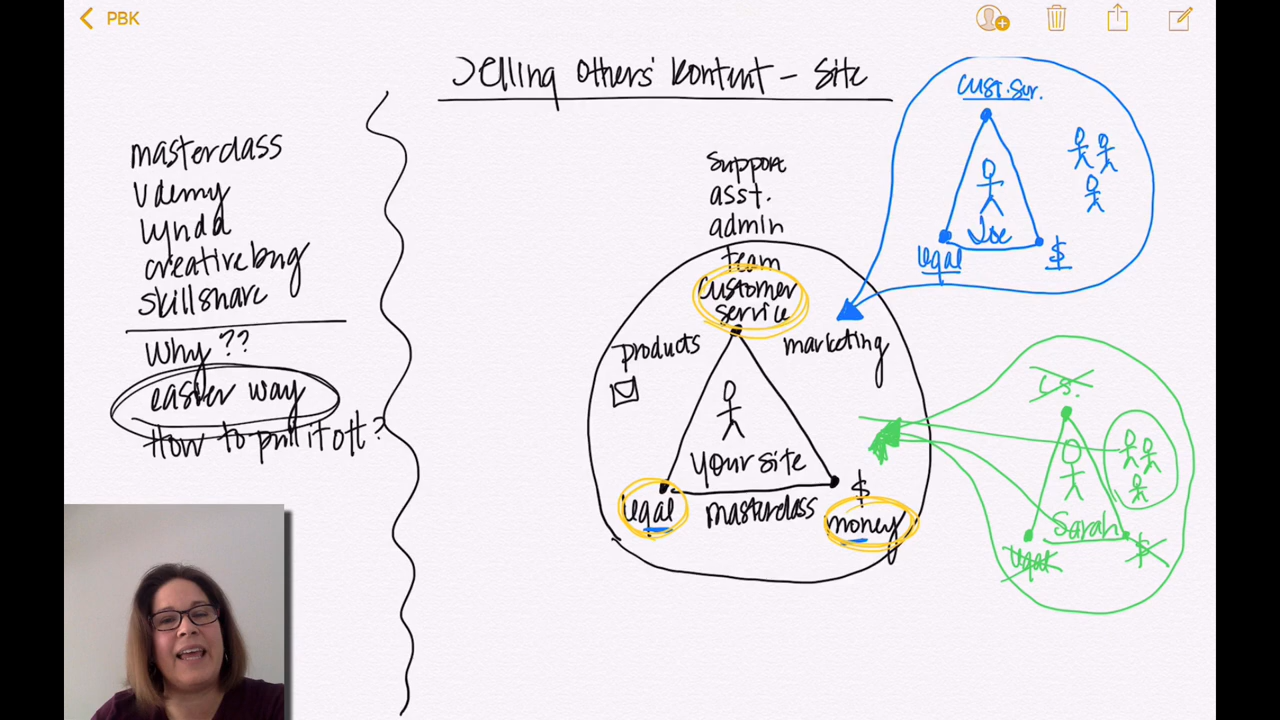 PBK
Selling Others' Kontent - Site
masterclass
Udemy
Lynda
creativebug
skillshare
Why??
easier way
How to pull it off?
support
asst.
admin
team
customer
service
products
marketing
your site
legal
masterclass
$
money
cust. sur.
Joe
legal
$
c.s.
Sarah
legal
$